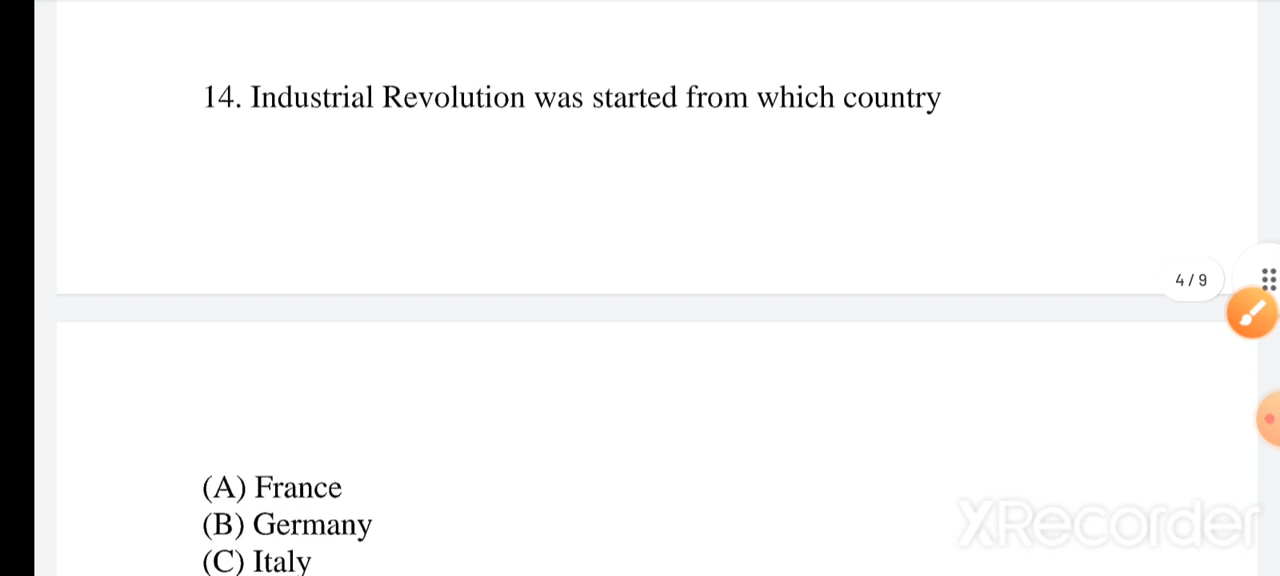 14. Industrial Revolution was started from which country
4 / 9
(A) France
(B) Germany
XRecorder
(C) Italy